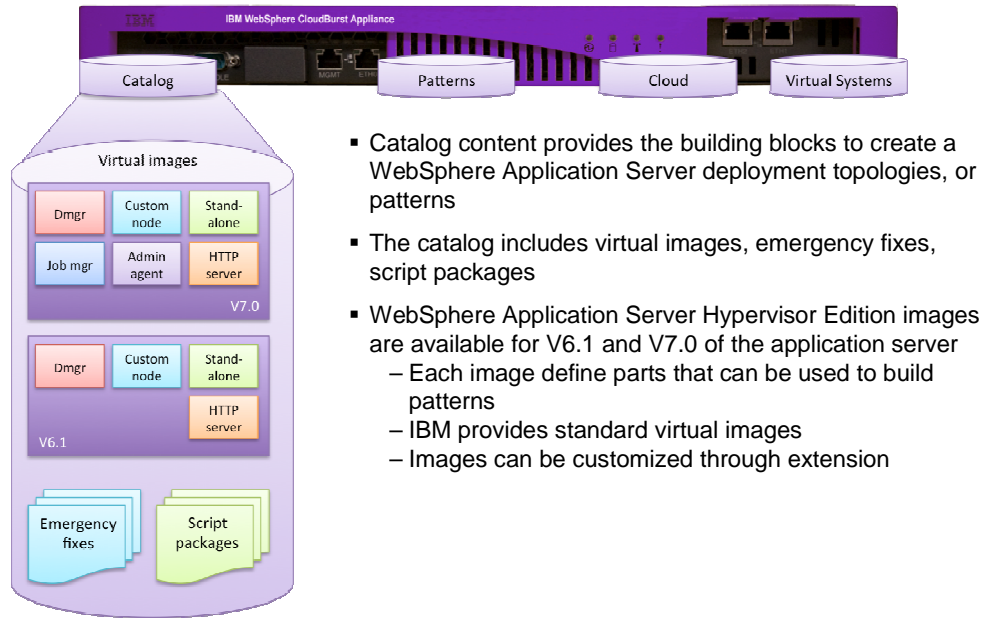 IBM
IBM WebSphere CloudBurst Appliance
MGMT
Catalog
Patterns
Cloud
Virtual Systems
Virtual images
Dmgr
Custom
node
Stand-
alone
Job mgr
Admin
agent
HTTP
server
V7.0
Dmgr
Custom
node
Stand-
alone
HTTP
server
V6.1
Emergency
fixes
Script
packages
▪ Catalog content provides the building blocks to create a
WebSphere Application Server deployment topologies, or
patterns
▪ The catalog includes virtual images, emergency fixes,
script packages
▪ WebSphere Application Server Hypervisor Edition images
are available for V6.1 and V7.0 of the application server
– Each image define parts that can be used to build
patterns
– IBM provides standard virtual images
– Images can be customized through extension